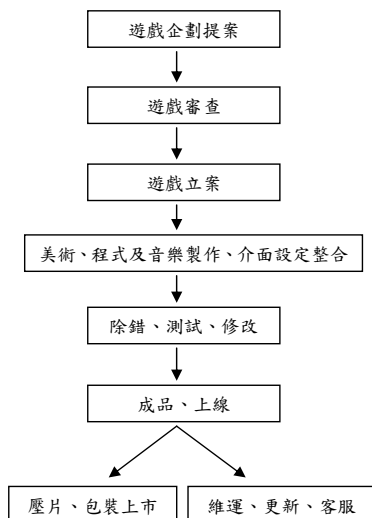 遊戲企劃提案
遊戲審查
遊戲立案
美術、程式及音樂製作、介面設定整合
除錯、測試、修改
成品、上線
壓片、包裝上市
維運、更新、客服